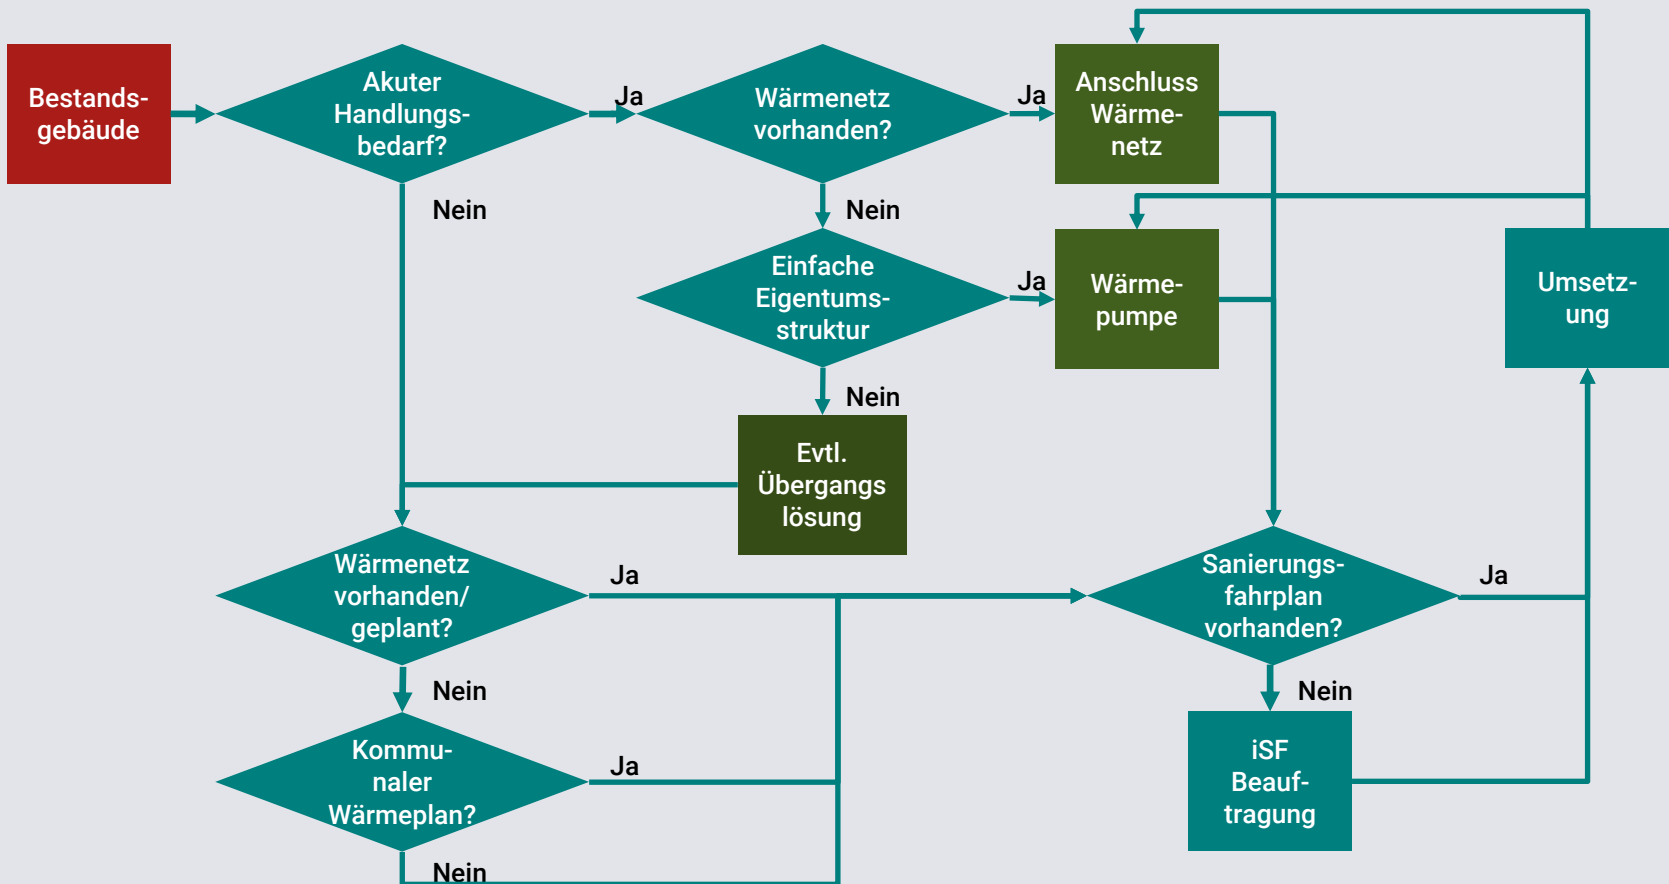 Bestands-
gebäude
Akuter
Handlungs-
bedarf?
Ja
Wärmenetz
vorhanden?
Ja
Anschluss
Wärme-
netz
Nein
Nein
Einfache
Eigentums-
struktur
Ja
Wärme-
pumpe
Umsetz-
ung
Nein
Evtl.
Übergangs
lösung
Wärmenetz
vorhanden/
geplant?
Ja
Sanierungs-
fahrplan
vorhanden?
Ja
Nein
Nein
Kommu-
naler
Wärmeplan?
Ja
iSF
Beauf-
tragung
Nein